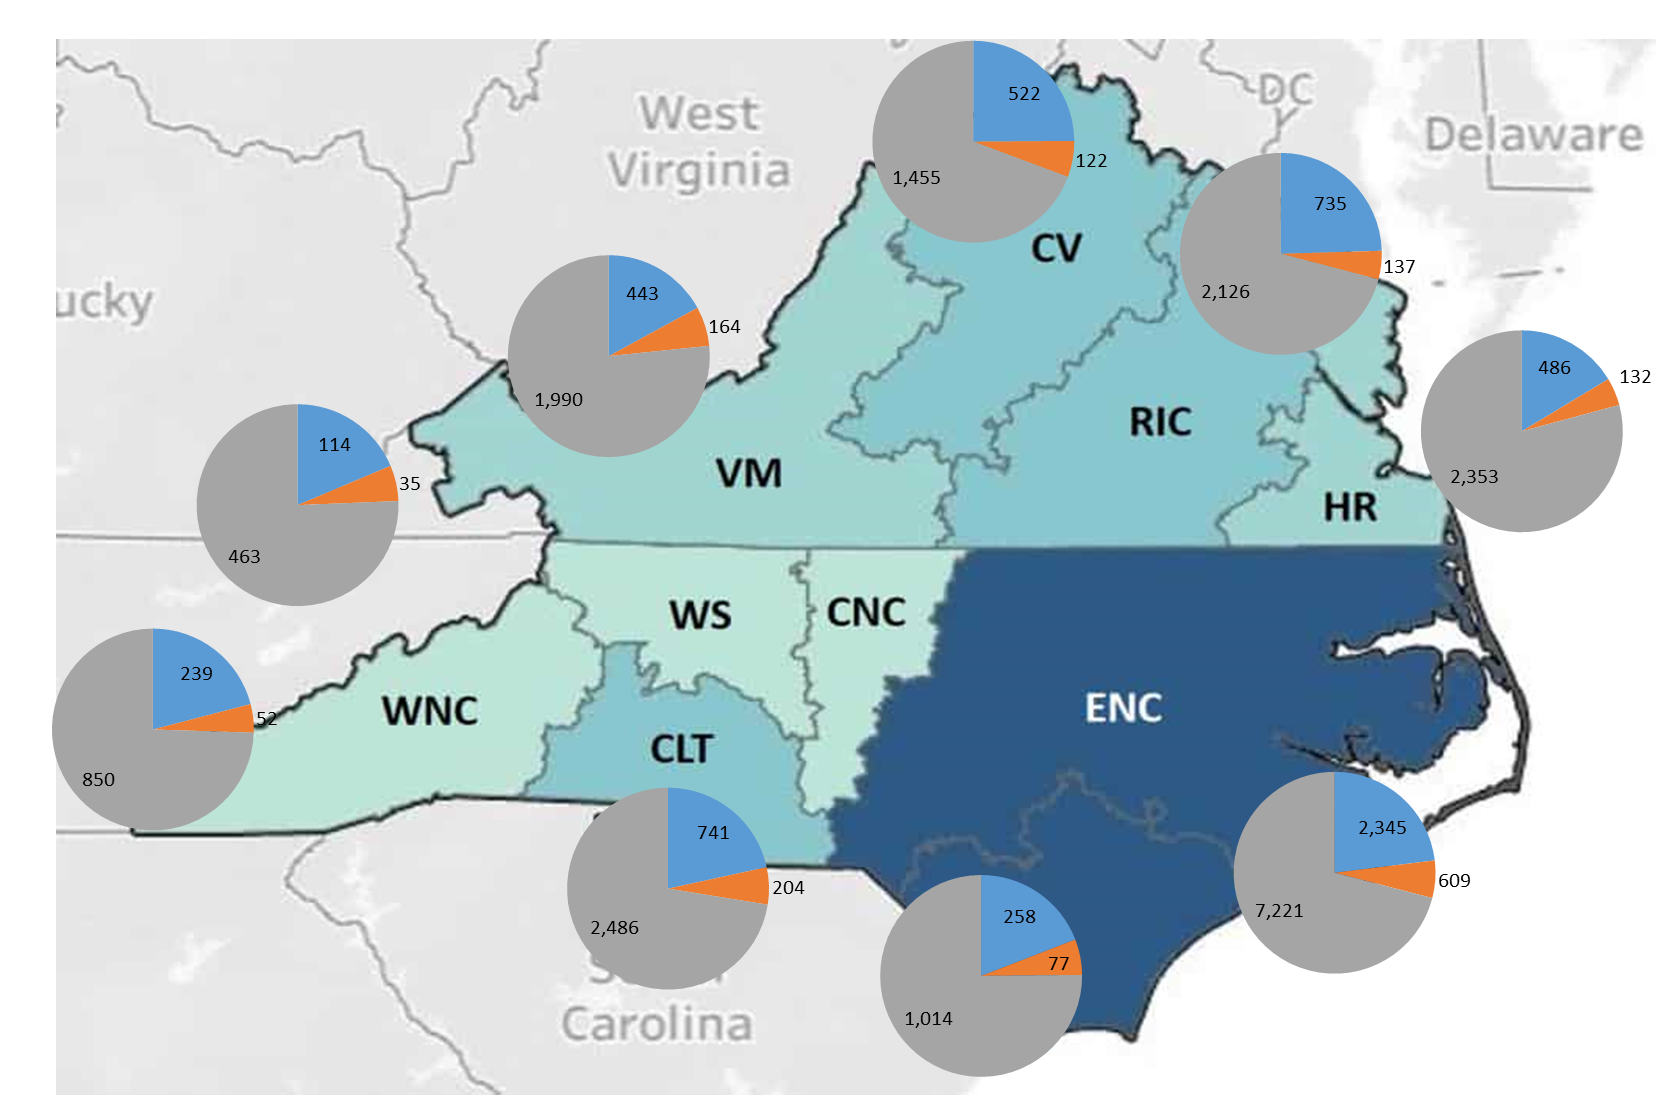 West
Virginia
DC
Delaware
ucky
522
122
1,455
CV
735
137
2,126
443
164
1,990
486
132
2,353
RIC
VM
HR
114
35
463
WS
CNC
239
52
850
WNC
CLT
ENC
741
204
2,486
258
77
1,014
2,345
609
7,221
Carolina